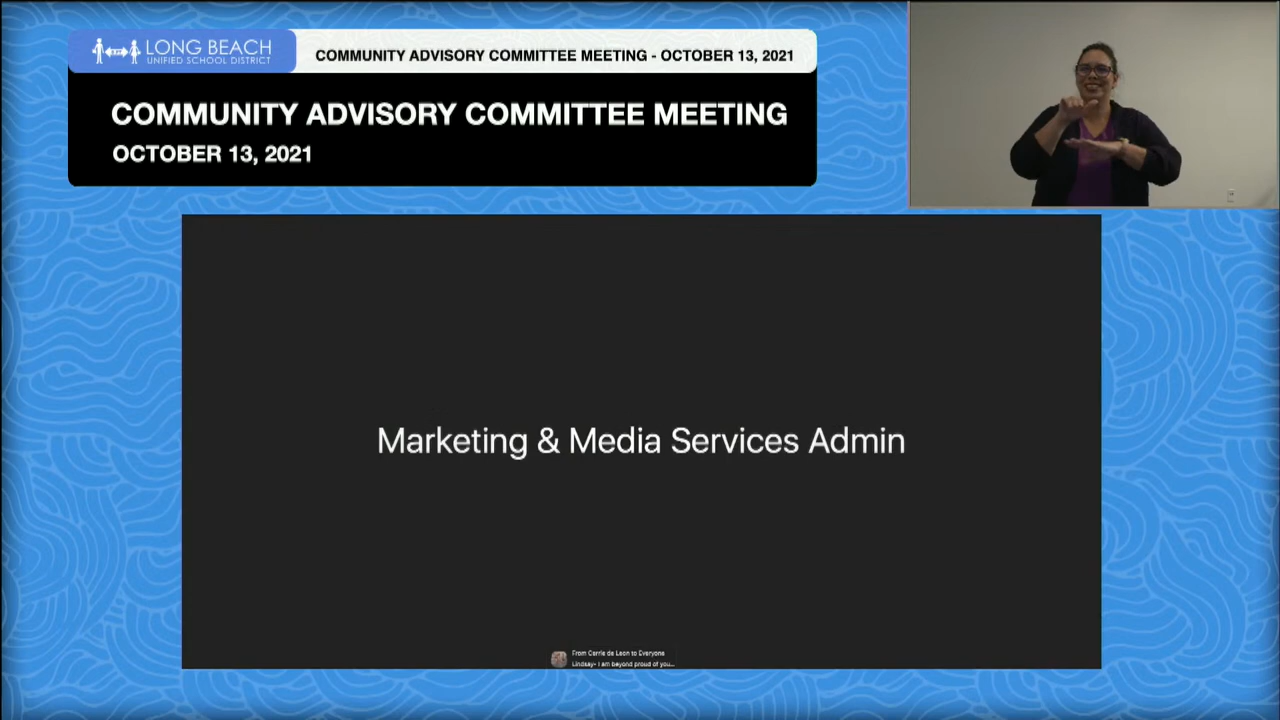 LONG BEACH
UNIFIED SCHOOL DISTRICT
COMMUNITY ADVISORY COMMITTEE MEETING - OCTOBER 13, 2021
COMMUNITY ADVISORY COMMITTEE MEETING
OCTOBER 13, 2021
Marketing & Media Services Admin
From Carrie de Leon to Everyone
Lindsay- I am beyond proud of you...